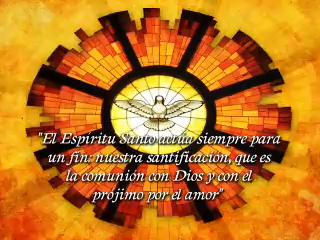 "El Espíritu Santo actúa siempre para
un fin: nuestra santificación, que es
la comunión con Dios y con el
prójimo por el amor"